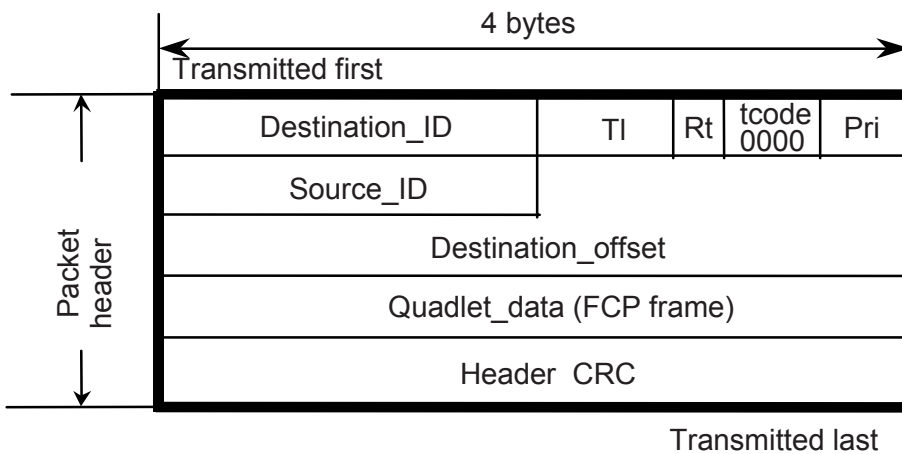 4 bytes
Transmitted first
Destination_ID
Tl
Rt
tcode
0000
Pri
Source_ID
Destination_offset
Packet
header
Quadlet_data (FCP frame)
Header CRC
Transmitted last